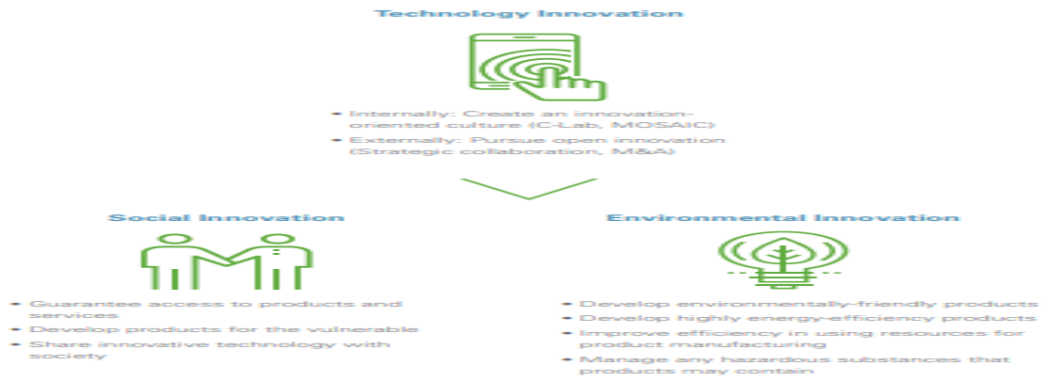 Technology Innovation
• Internally: Create an innovation-
oriented culture (C-Lab, MOSAIC)
• Externally: Pursue open innovation
(Strategic collaboration, M&A)
Social Innovation
• Guarantee access to products and
services
• Develop products for the vulnerable
• Share innovative technology with
society
Environmental Innovation
• Develop environmentally-friendly products
• Develop highly energy-efficiency products
• Improve efficiency in using resources for
product manufacturing
• Manage any hazardous substances that
products may contain